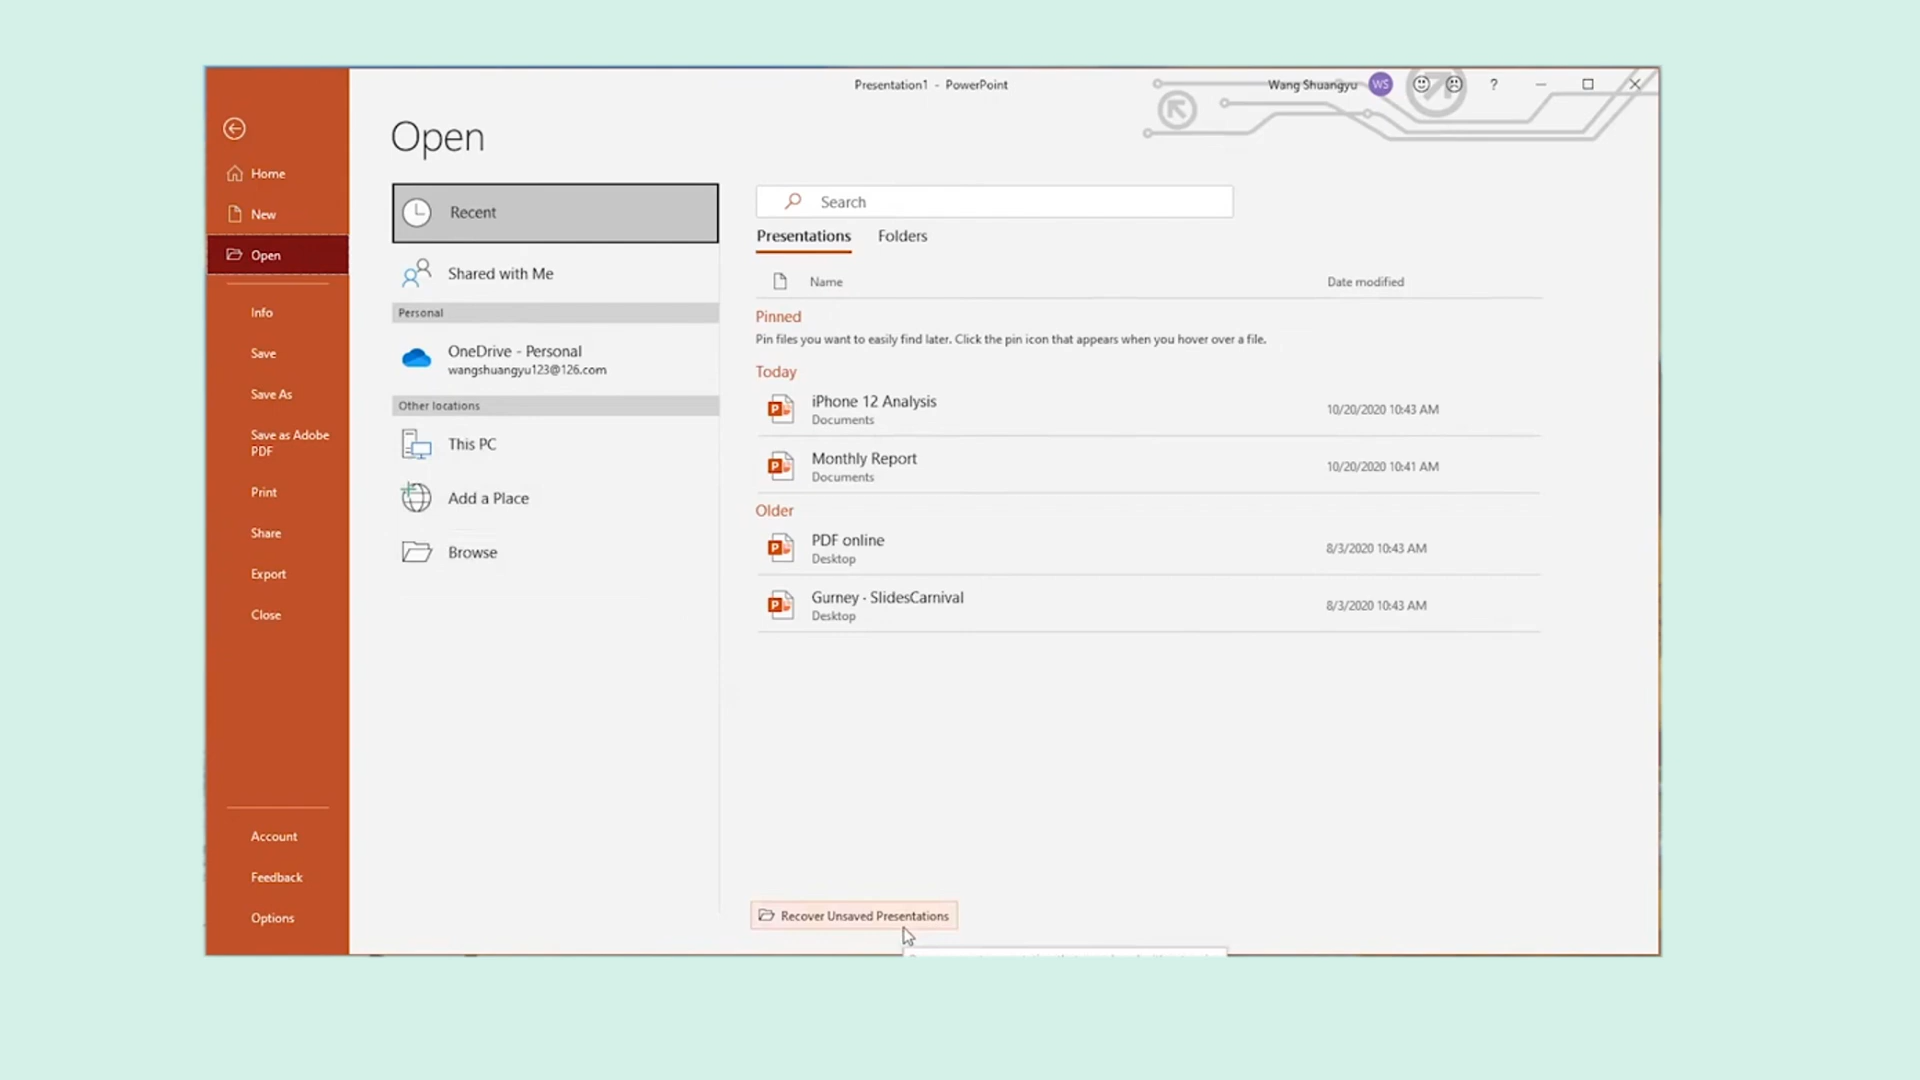 Presentation1 - PowerPoint
Wang Shuangyu
WS
?
Home
New
Open
Info
Save
Save As
Save as Adobe
PDF
Print
Share
Export
Close
Account
Feedback
Options
Open
Recent
Shared with Me
Personal
OneDrive - Personal
wangshuangyu123@126.com
Other locations
This PC
Add a Place
Browse
Search
Presentations Folders
Name Date modified
Pinned
Pin files you want to easily find later. Click the pin icon that appears when you hover over a file.
Today
iPhone 12 Analysis
Documents
10/20/2020 10:43 AM
Monthly Report
Documents
10/20/2020 10:41 AM
Older
PDF online
Desktop
8/3/2020 10:43 AM
Gurney - SlidesCarnival
Desktop
8/3/2020 10:43 AM
Recover Unsaved Presentations